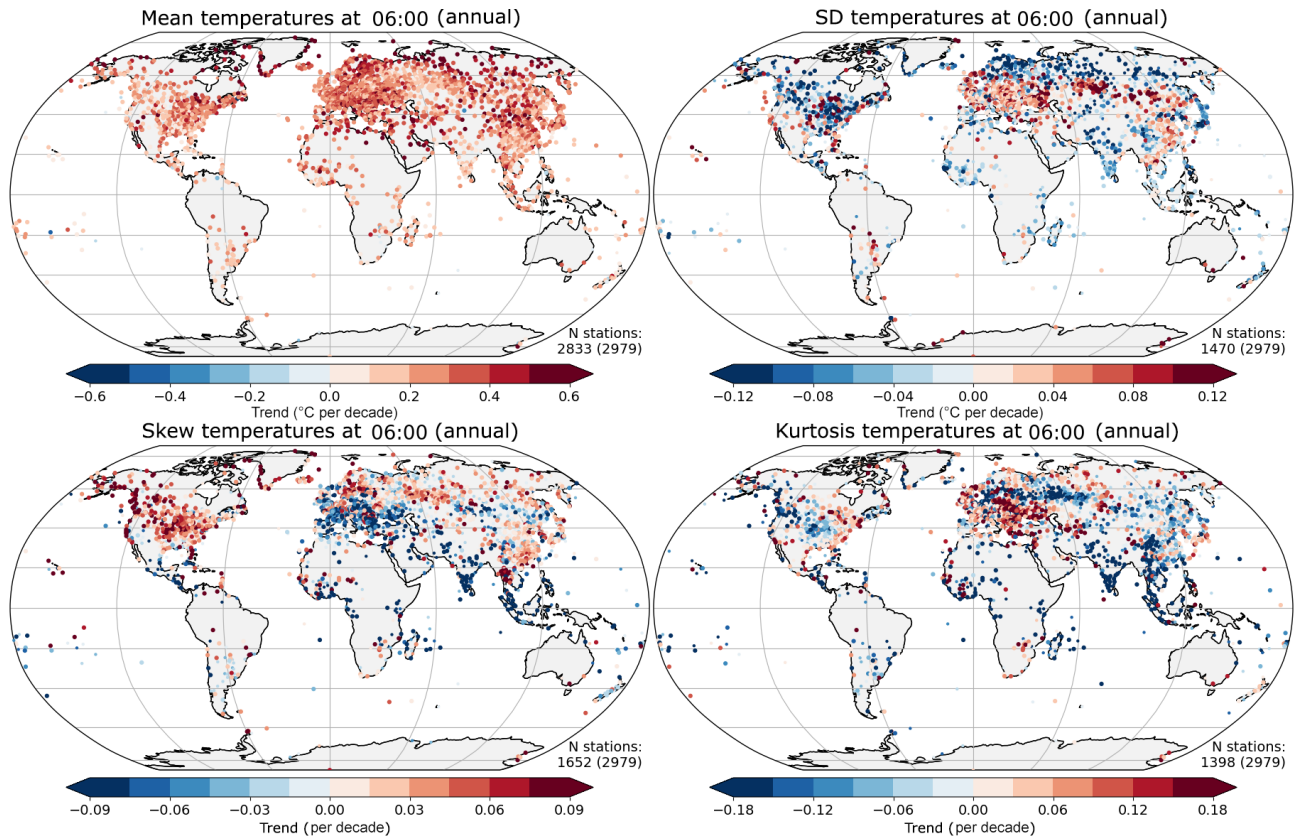 Mean temperatures at 06:00 (annual)
N stations:
2833 (2979)
−0.6 −0.4 −0.2 0.0 0.2 0.4 0.6
Trend (°C per decade)
SD temperatures at 06:00 (annual)
N stations:
1470 (2979)
−0.12 −0.08 −0.04 0.00 0.04 0.08 0.12
Trend (°C per decade)
Skew temperatures at 06:00 (annual)
N stations:
1652 (2979)
−0.09 −0.06 −0.03 0.00 0.03 0.06 0.09
Trend (per decade)
Kurtosis temperatures at 06:00 (annual)
N stations:
1398 (2979)
−0.18 −0.12 −0.06 0.00 0.06 0.12 0.18
Trend (per decade)